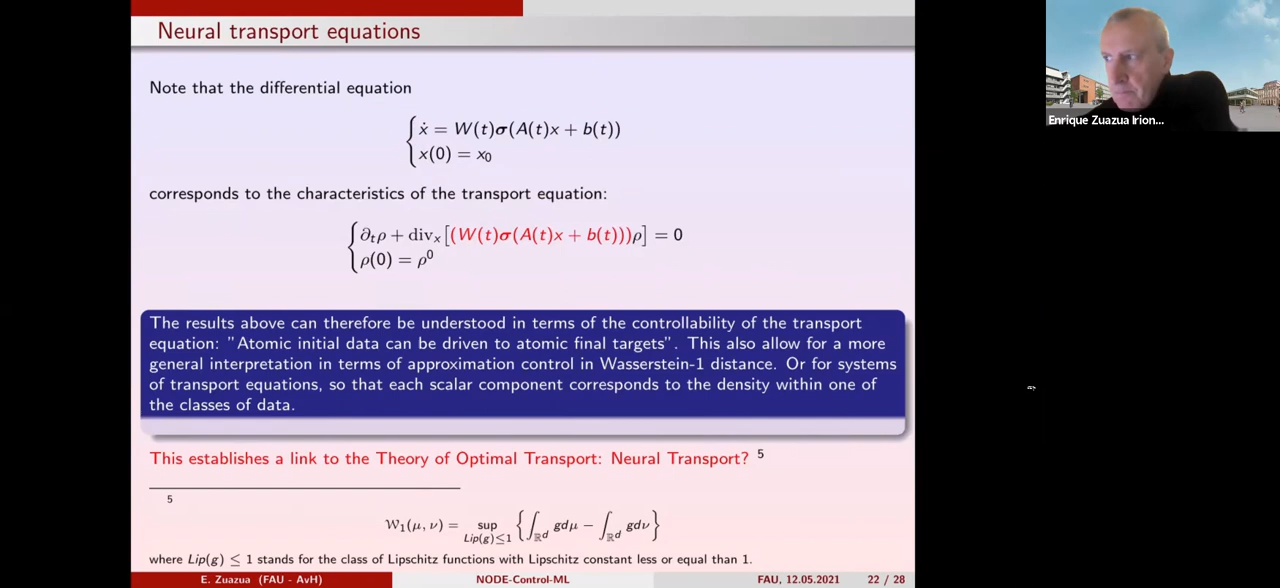 Neural transport equations
Note that the differential equation
ẋ = W(t)σ(A(t)x + b(t))
x(0) = x₀
corresponds to the characteristics of the transport equation:
∂ₜρ + divₓ[(W(t)σ(A(t)x + b(t)))ρ] = 0
ρ(0) = ρ⁰
The results above can therefore be understood in terms of the controllability of the transport
equation: "Atomic initial data can be driven to atomic final targets". This also allow for a more
general interpretation in terms of approximation control in Wasserstein-1 distance. Or for systems
of transport equations, so that each scalar component corresponds to the density within one of
the classes of data.
This establishes a link to the Theory of Optimal Transport: Neural Transport? ⁵
5
W₁(μ, ν) = sup Lip(g)≤1 { ∫ℝᵈ gdμ − ∫ℝᵈ gdν }
where Lip(g) ≤ 1 stands for the class of Lipschitz functions with Lipschitz constant less or equal than 1.
E. Zuazua (FAU - AvH) NODE-Control-ML FAU, 12.05.2021 22 / 28
Enrique Zuazua Irion...